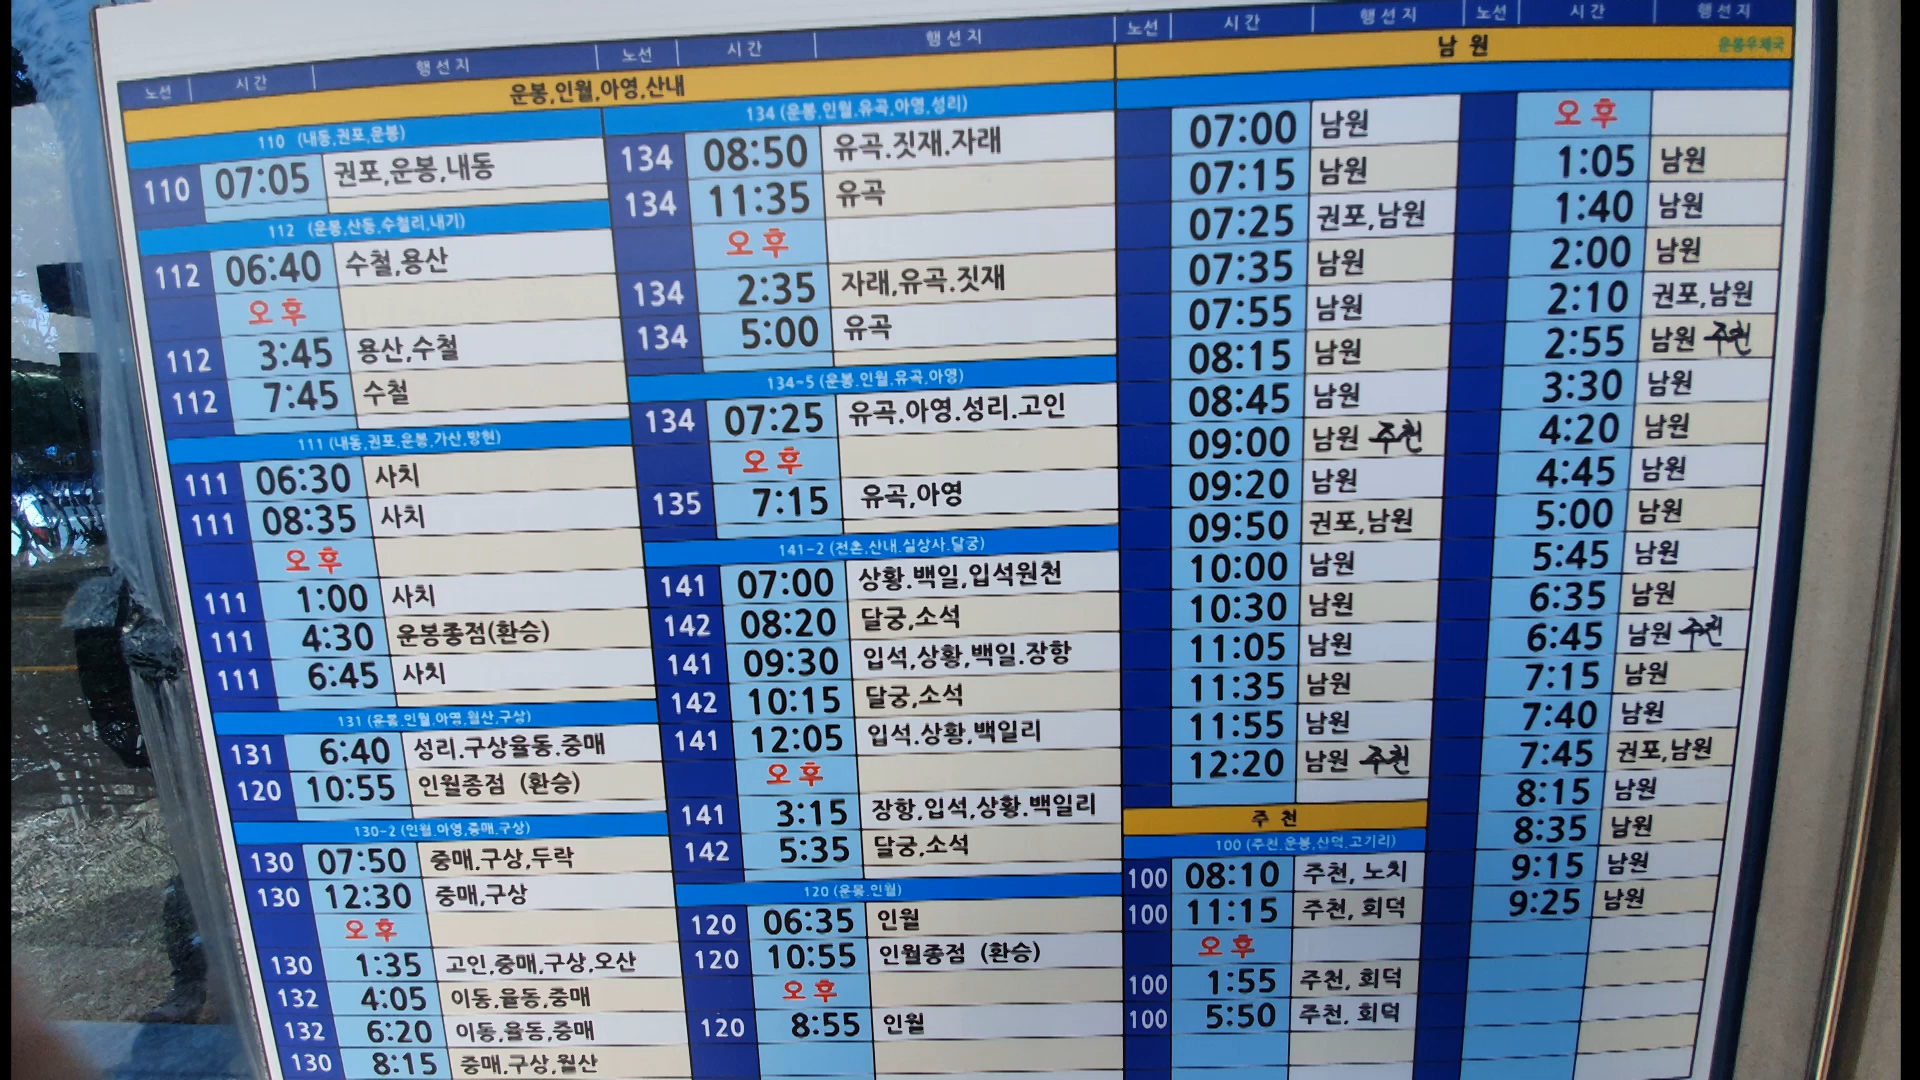 노선 시간 행선지 노선 시간 행선지 노선 시간 행선지 노선 시간 행선지
운봉,인월,아영,산내
110 (내동,권포,운봉)
110 07:05 권포,운봉,내동
112 (운봉,산동,수철리,내기)
112 06:40 수철,용산
오후
112 3:45 용산,수철
112 7:45 수철
111 (내동,권포,운봉,가산,방현)
111 06:30 사치
111 08:35 사치
오후
111 1:00 사치
111 4:30 운봉종점(환승)
111 6:45 사치
131 (운봉.인월,아영,월산,구상)
131 6:40 성리.구상율동.중매
120 10:55 인월종점 (환승)
130-2 (인월.아영,중매.구상)
130 07:50 중매,구상,두락
130 12:30 중매,구상
오후
130 1:35 고인,중매,구상,오산
132 4:05 이동.율동,중매
132 6:20 이동,율동,중매
130 8:15 중매,구상,월산
134 (운봉.인월,유곡,아영,성리)
134 08:50 유곡.짓재.자래
134 11:35 유곡
오후
134 2:35 자래,유곡.짓재
134 5:00 유곡
134-5 (운봉.인월.유곡.아영)
134 07:25 유곡.아영.성리.고인
오후
135 7:15 유곡,아영
141-2 (전촌.산내.실상사.달궁)
141 07:00 상황.백일,입석원천
142 08:20 달궁,소석
141 09:30 입석,상황,백일.장항
142 10:15 달궁,소석
141 12:05 입석.상황,백일리
오후
141 3:15 장항,입석,상황.백일리
142 5:35 달궁,소석
120 (운봉.인월)
120 06:35 인월
120 10:55 인월종점 (환승)
오후
120 8:55 인월
남원 운봉우체국
07:00 남원
07:15 남원
07:25 권포,남원
07:35 남원
07:55 남원
08:15 남원
08:45 남원
09:00 남원 주천
09:20 남원
09:50 권포,남원
10:00 남원
10:30 남원
11:05 남원
11:35 남원
11:55 남원
12:20 남원 주천
주천
100 (주천.운봉,산덕.고기리)
100 08:10 주천, 노치
100 11:15 주천, 회덕
오후
100 1:55 주천, 회덕
100 5:50 주천, 회덕
오후
1:05 남원
1:40 남원
2:00 남원
2:10 권포,남원
2:55 남원 주천
3:30 남원
4:20 남원
4:45 남원
5:00 남원
5:45 남원
6:35 남원
6:45 남원 주천
7:15 남원
7:40 남원
7:45 권포,남원
8:15 남원
8:35 남원
9:15 남원
9:25 남원